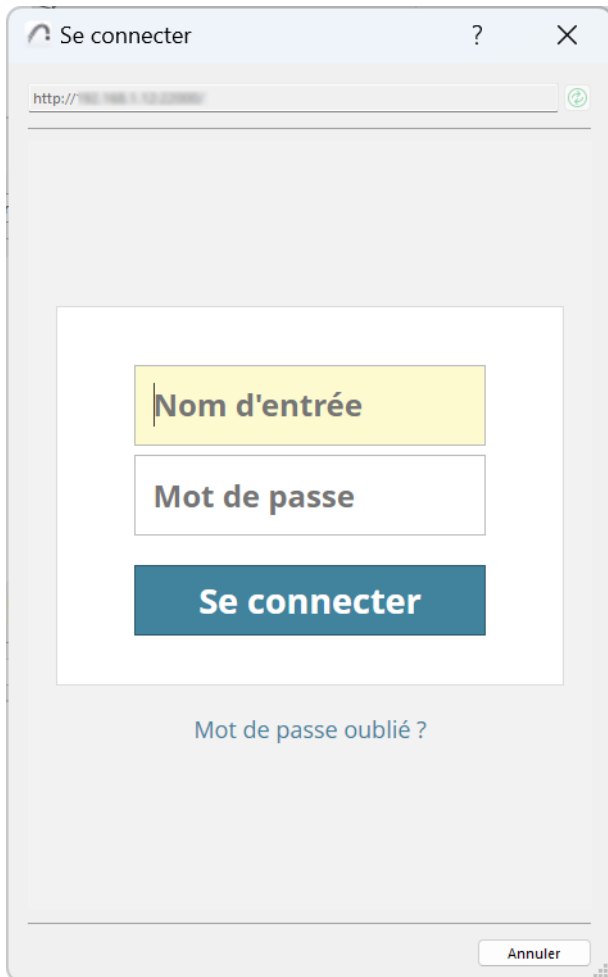 Se connecter
?
http://
Nom d'entrée
Mot de passe
Se connecter
Mot de passe oublié ?
Annuler